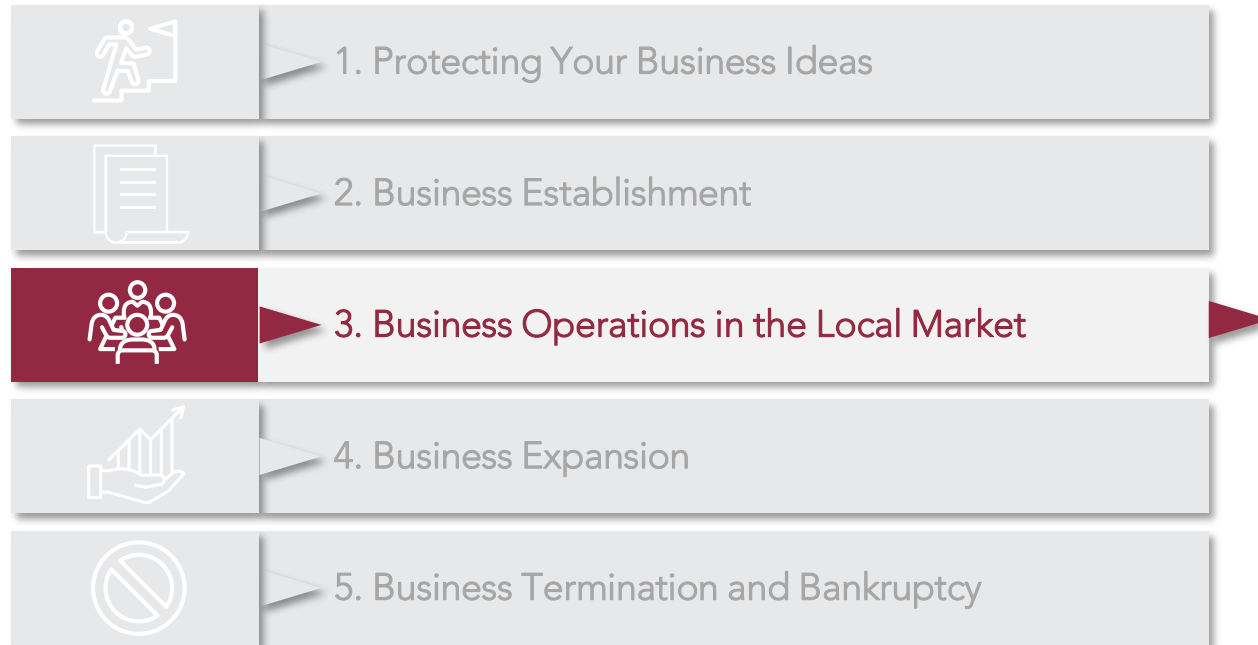 1. Protecting Your Business Ideas
2. Business Establishment
3. Business Operations in the Local Market
4. Business Expansion
5. Business Termination and Bankruptcy